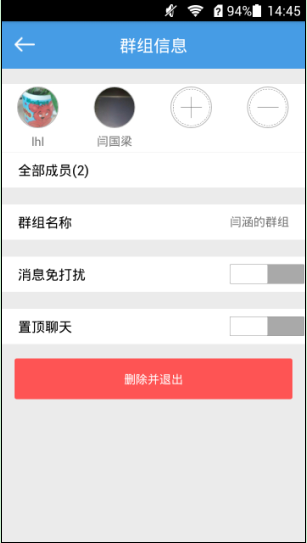 94% 14:45
群组信息
lhl 闫国梁
全部成员(2)
群组名称 闫涵的群组
消息免打扰
置顶聊天
删除并退出